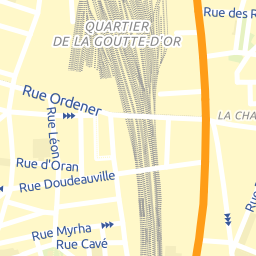 QUARTIER
DE LA GOUTTE-D'OR
Rue des R
Rue Ordener
LA CHA
Rue Léon
Rue d'Oran
Rue Doudeauville
Rue Myrha
Rue Cavé